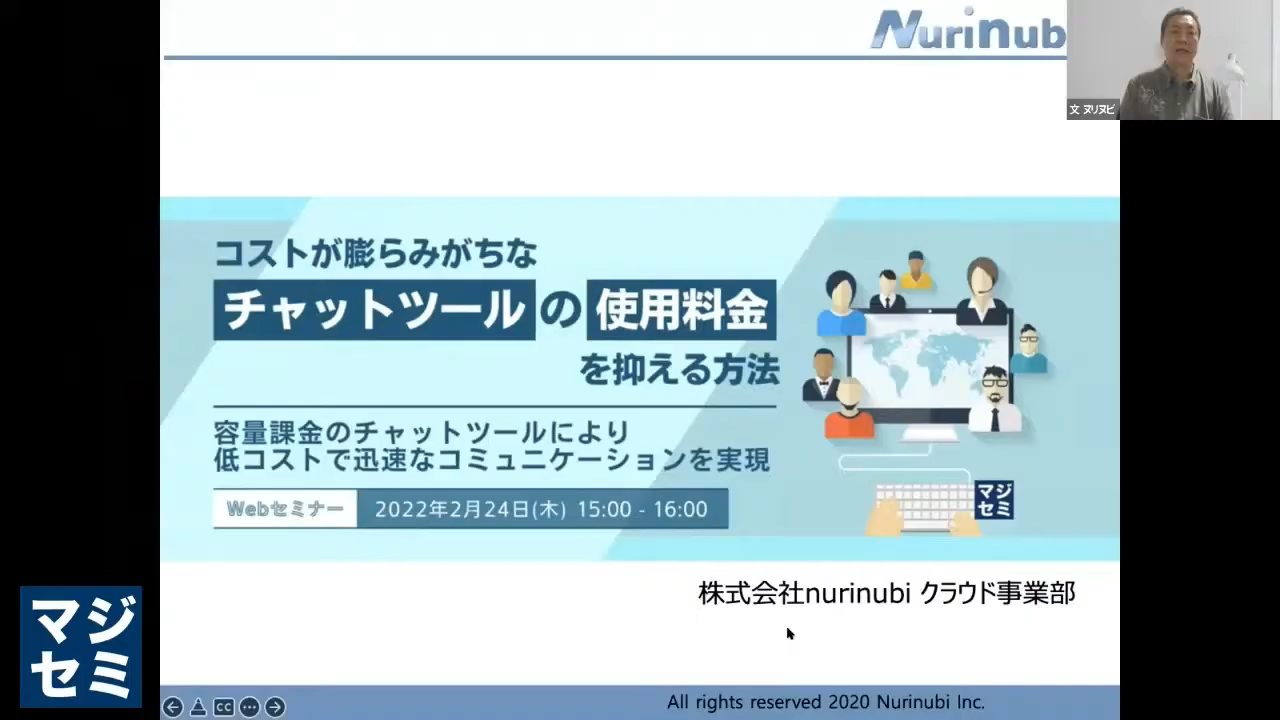 Nurinub
文 ヌリヌビ
コストが膨らみがちな
チャットツールの使用料金
を抑える方法
容量課金のチャットツールにより
低コストで迅速なコミュニケーションを実現
Webセミナー 2022年2月24日(木) 15:00 - 16:00
マジ
セミ
株式会社nurinubi クラウド事業部
マジ
セミ
CC
All rights reserved 2020 Nurinubi Inc.